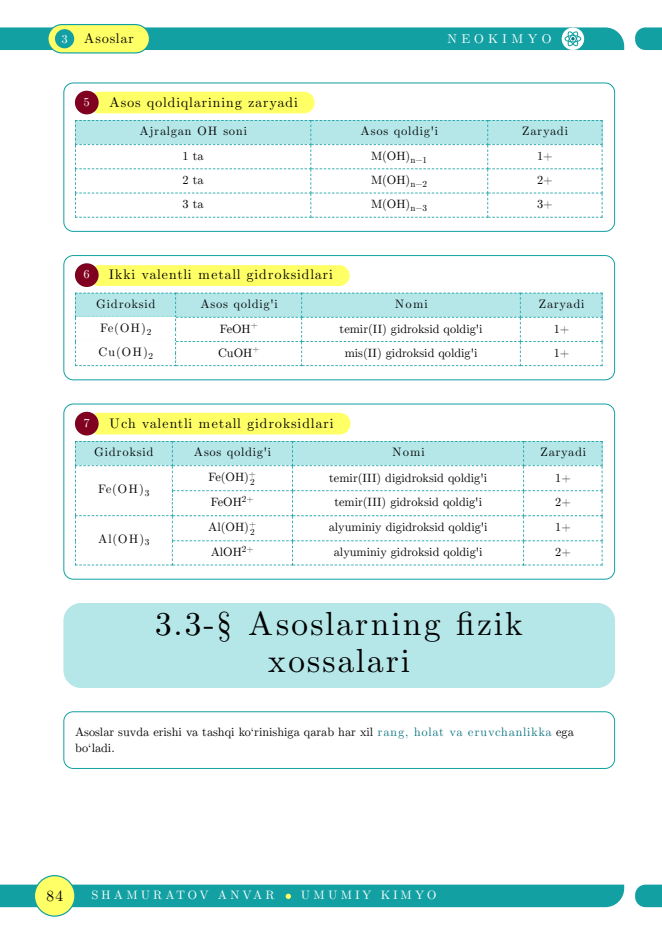 3 Asoslar NEOKIMYO
5 Asos qoldiqlarining zaryadi
Ajralgan OH soni Asos qoldig'i Zaryadi
1 ta M(OH)ₙ₋₁ 1+
2 ta M(OH)ₙ₋₂ 2+
3 ta M(OH)ₙ₋₃ 3+
6 Ikki valentli metall gidroksidlari
Gidroksid Asos qoldig'i Nomi Zaryadi
Fe(OH)₂ FeOH⁺ temir(II) gidroksid qoldig'i 1+
Cu(OH)₂ CuOH⁺ mis(II) gidroksid qoldig'i 1+
7 Uch valentli metall gidroksidlari
Gidroksid Asos qoldig'i Nomi Zaryadi
Fe(OH)₃ Fe(OH)₂⁺ temir(III) digidroksid qoldig'i 1+
FeOH²⁺ temir(III) gidroksid qoldig'i 2+
Al(OH)₃ Al(OH)₂⁺ alyuminiy digidroksid qoldig'i 1+
AlOH²⁺ alyuminiy gidroksid qoldig'i 2+
3.3-§ Asoslarning fizik
xossalari
Asoslar suvda erishi va tashqi ko‘rinishiga qarab har xil rang, holat va eruvchanlikka ega
bo‘ladi.
84 SHAMURATOV ANVAR • UMUMIY KIMYO